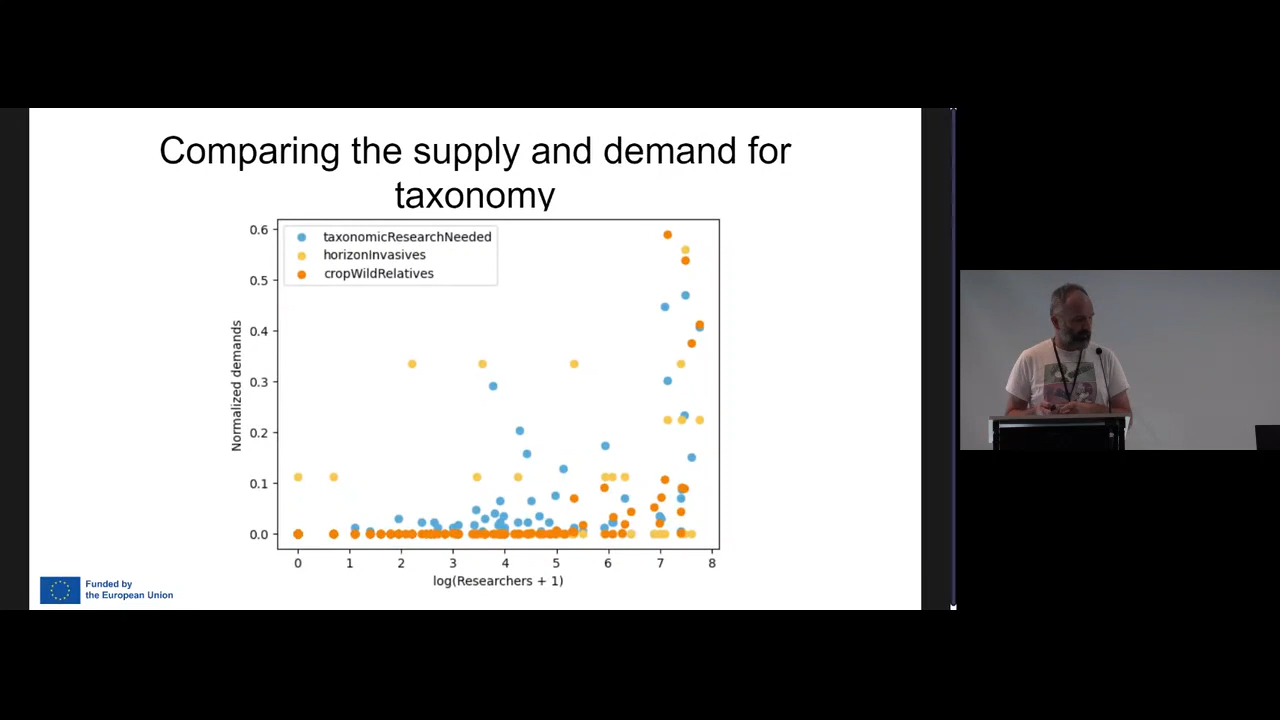 Comparing the supply and demand for
taxonomy
taxonomicResearchNeeded
horizonInvasives
cropWildRelatives
Normalized demands
0.6
0.5
0.4
0.3
0.2
0.1
0.0
0 1 2 3 4 5 6 7 8
log(Researchers + 1)
Funded by
the European Union